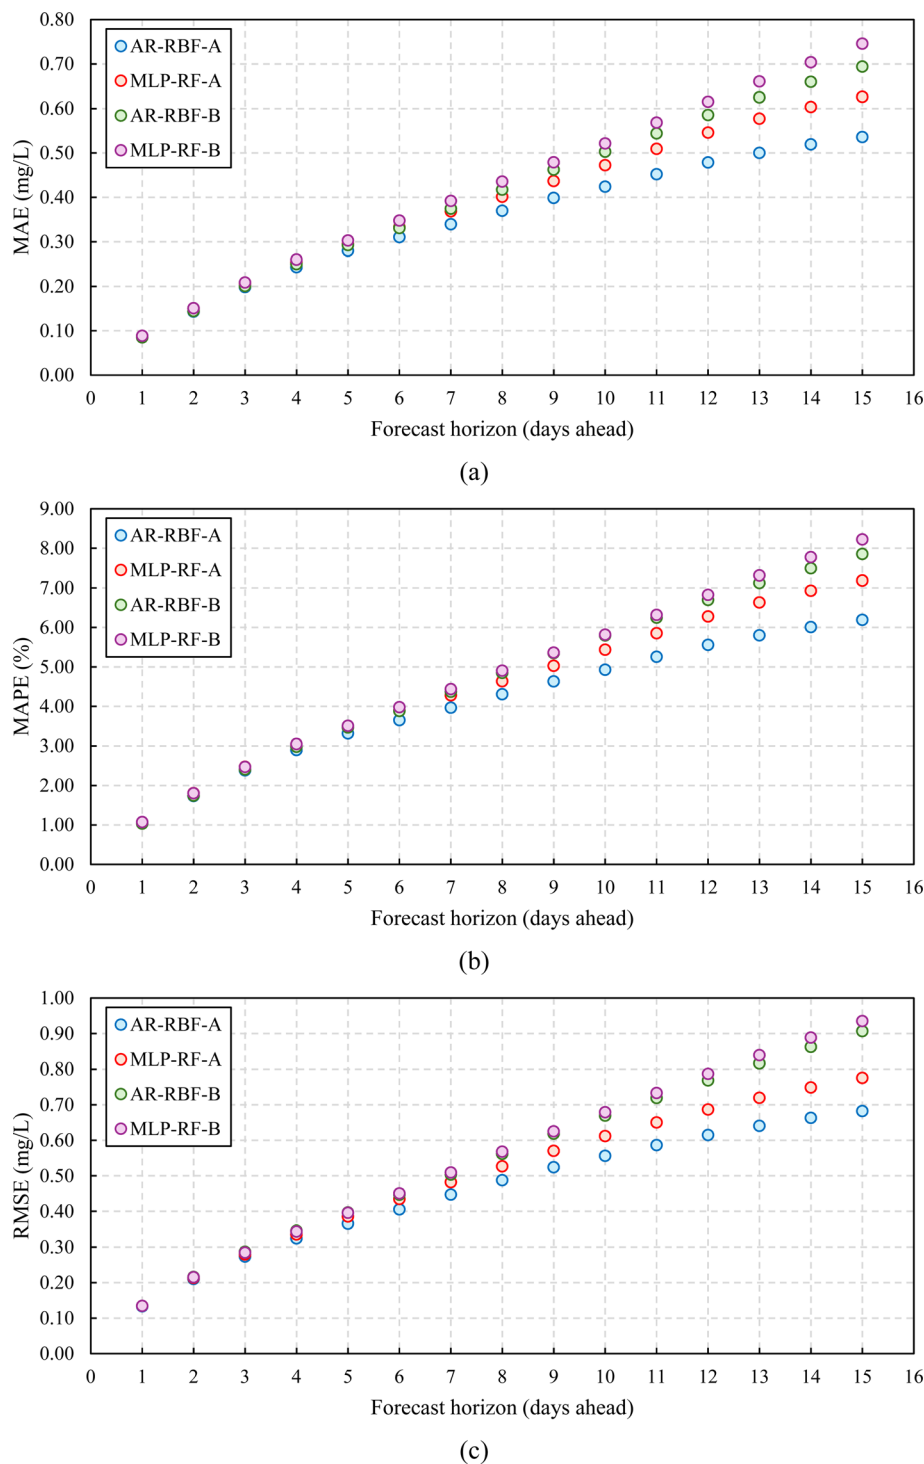 0.80
0.70
0.60
0.50
0.40
0.30
0.20
0.10
0.00
MAE (mg/L)
AR-RBF-A
MLP-RF-A
AR-RBF-B
MLP-RF-B
0 1 2 3 4 5 6 7 8 9 10 11 12 13 14 15 16
Forecast horizon (days ahead)
(a)
9.00
8.00
7.00
6.00
5.00
4.00
3.00
2.00
1.00
0.00
MAPE (%)
AR-RBF-A
MLP-RF-A
AR-RBF-B
MLP-RF-B
0 1 2 3 4 5 6 7 8 9 10 11 12 13 14 15 16
Forecast horizon (days ahead)
(b)
1.00
0.90
0.80
0.70
0.60
0.50
0.40
0.30
0.20
0.10
0.00
RMSE (mg/L)
AR-RBF-A
MLP-RF-A
AR-RBF-B
MLP-RF-B
0 1 2 3 4 5 6 7 8 9 10 11 12 13 14 15 16
Forecast horizon (days ahead)
(c)